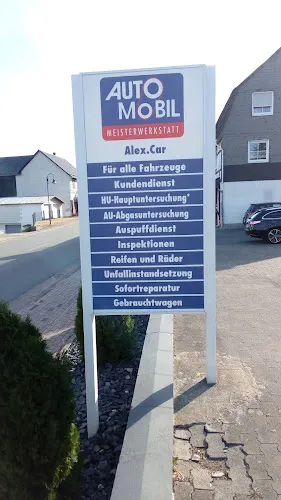 AUTO
MOBIL
MEISTERWERKSTATT
Alex.Car
Für alle Fahrzeuge
Kundendienst
HU-Hauptuntersuchung*
AU-Abgasuntersuchung
Auspuffdienst
Inspektionen
Reifen und Räder
Unfallinstandsetzung
Sofortreparatur
Gebrauchtwagen